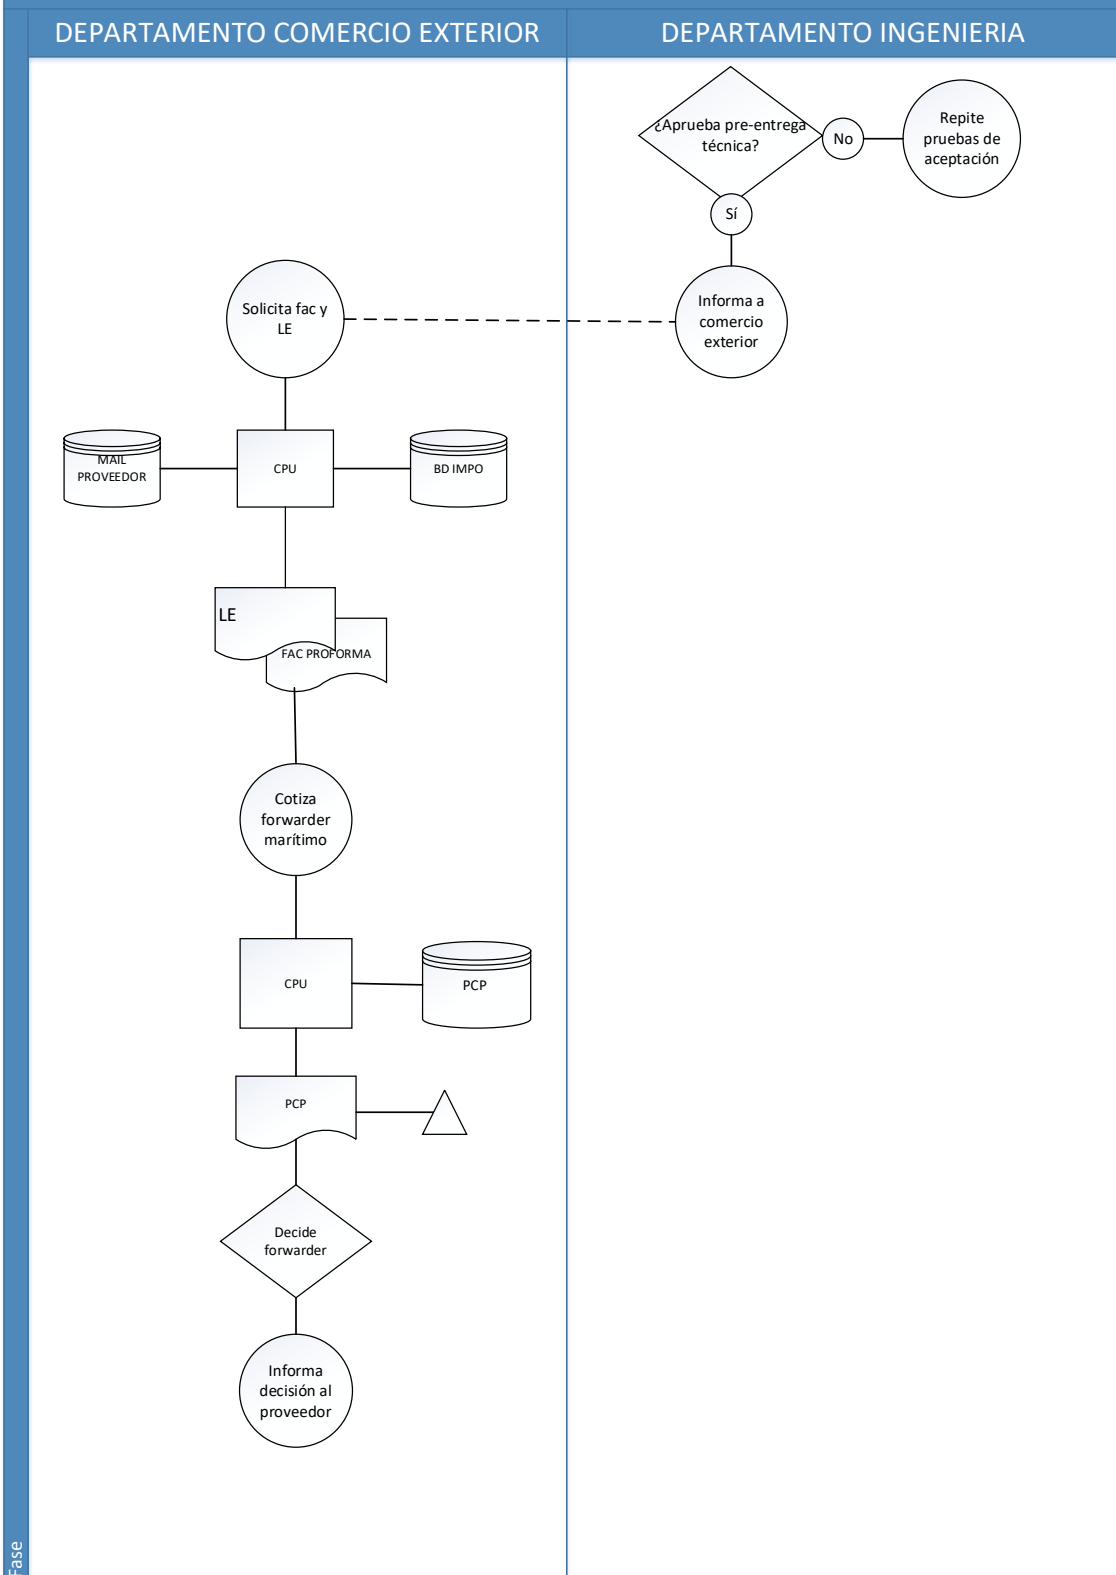 DEPARTAMENTO COMERCIO EXTERIOR
DEPARTAMENTO INGENIERIA
¿Aprueba pre-entrega
técnica?
No
Repite
pruebas de
aceptación
Sí
Informa a
comercio
exterior
Solicita fac y
LE
MAIL
PROVEEDOR
CPU
BD IMPO
LE
FAC PROFORMA
Cotiza
forwarder
marítimo
CPU
PCP
PCP
Decide
forwarder
Informa
decisión al
proveedor
Fase